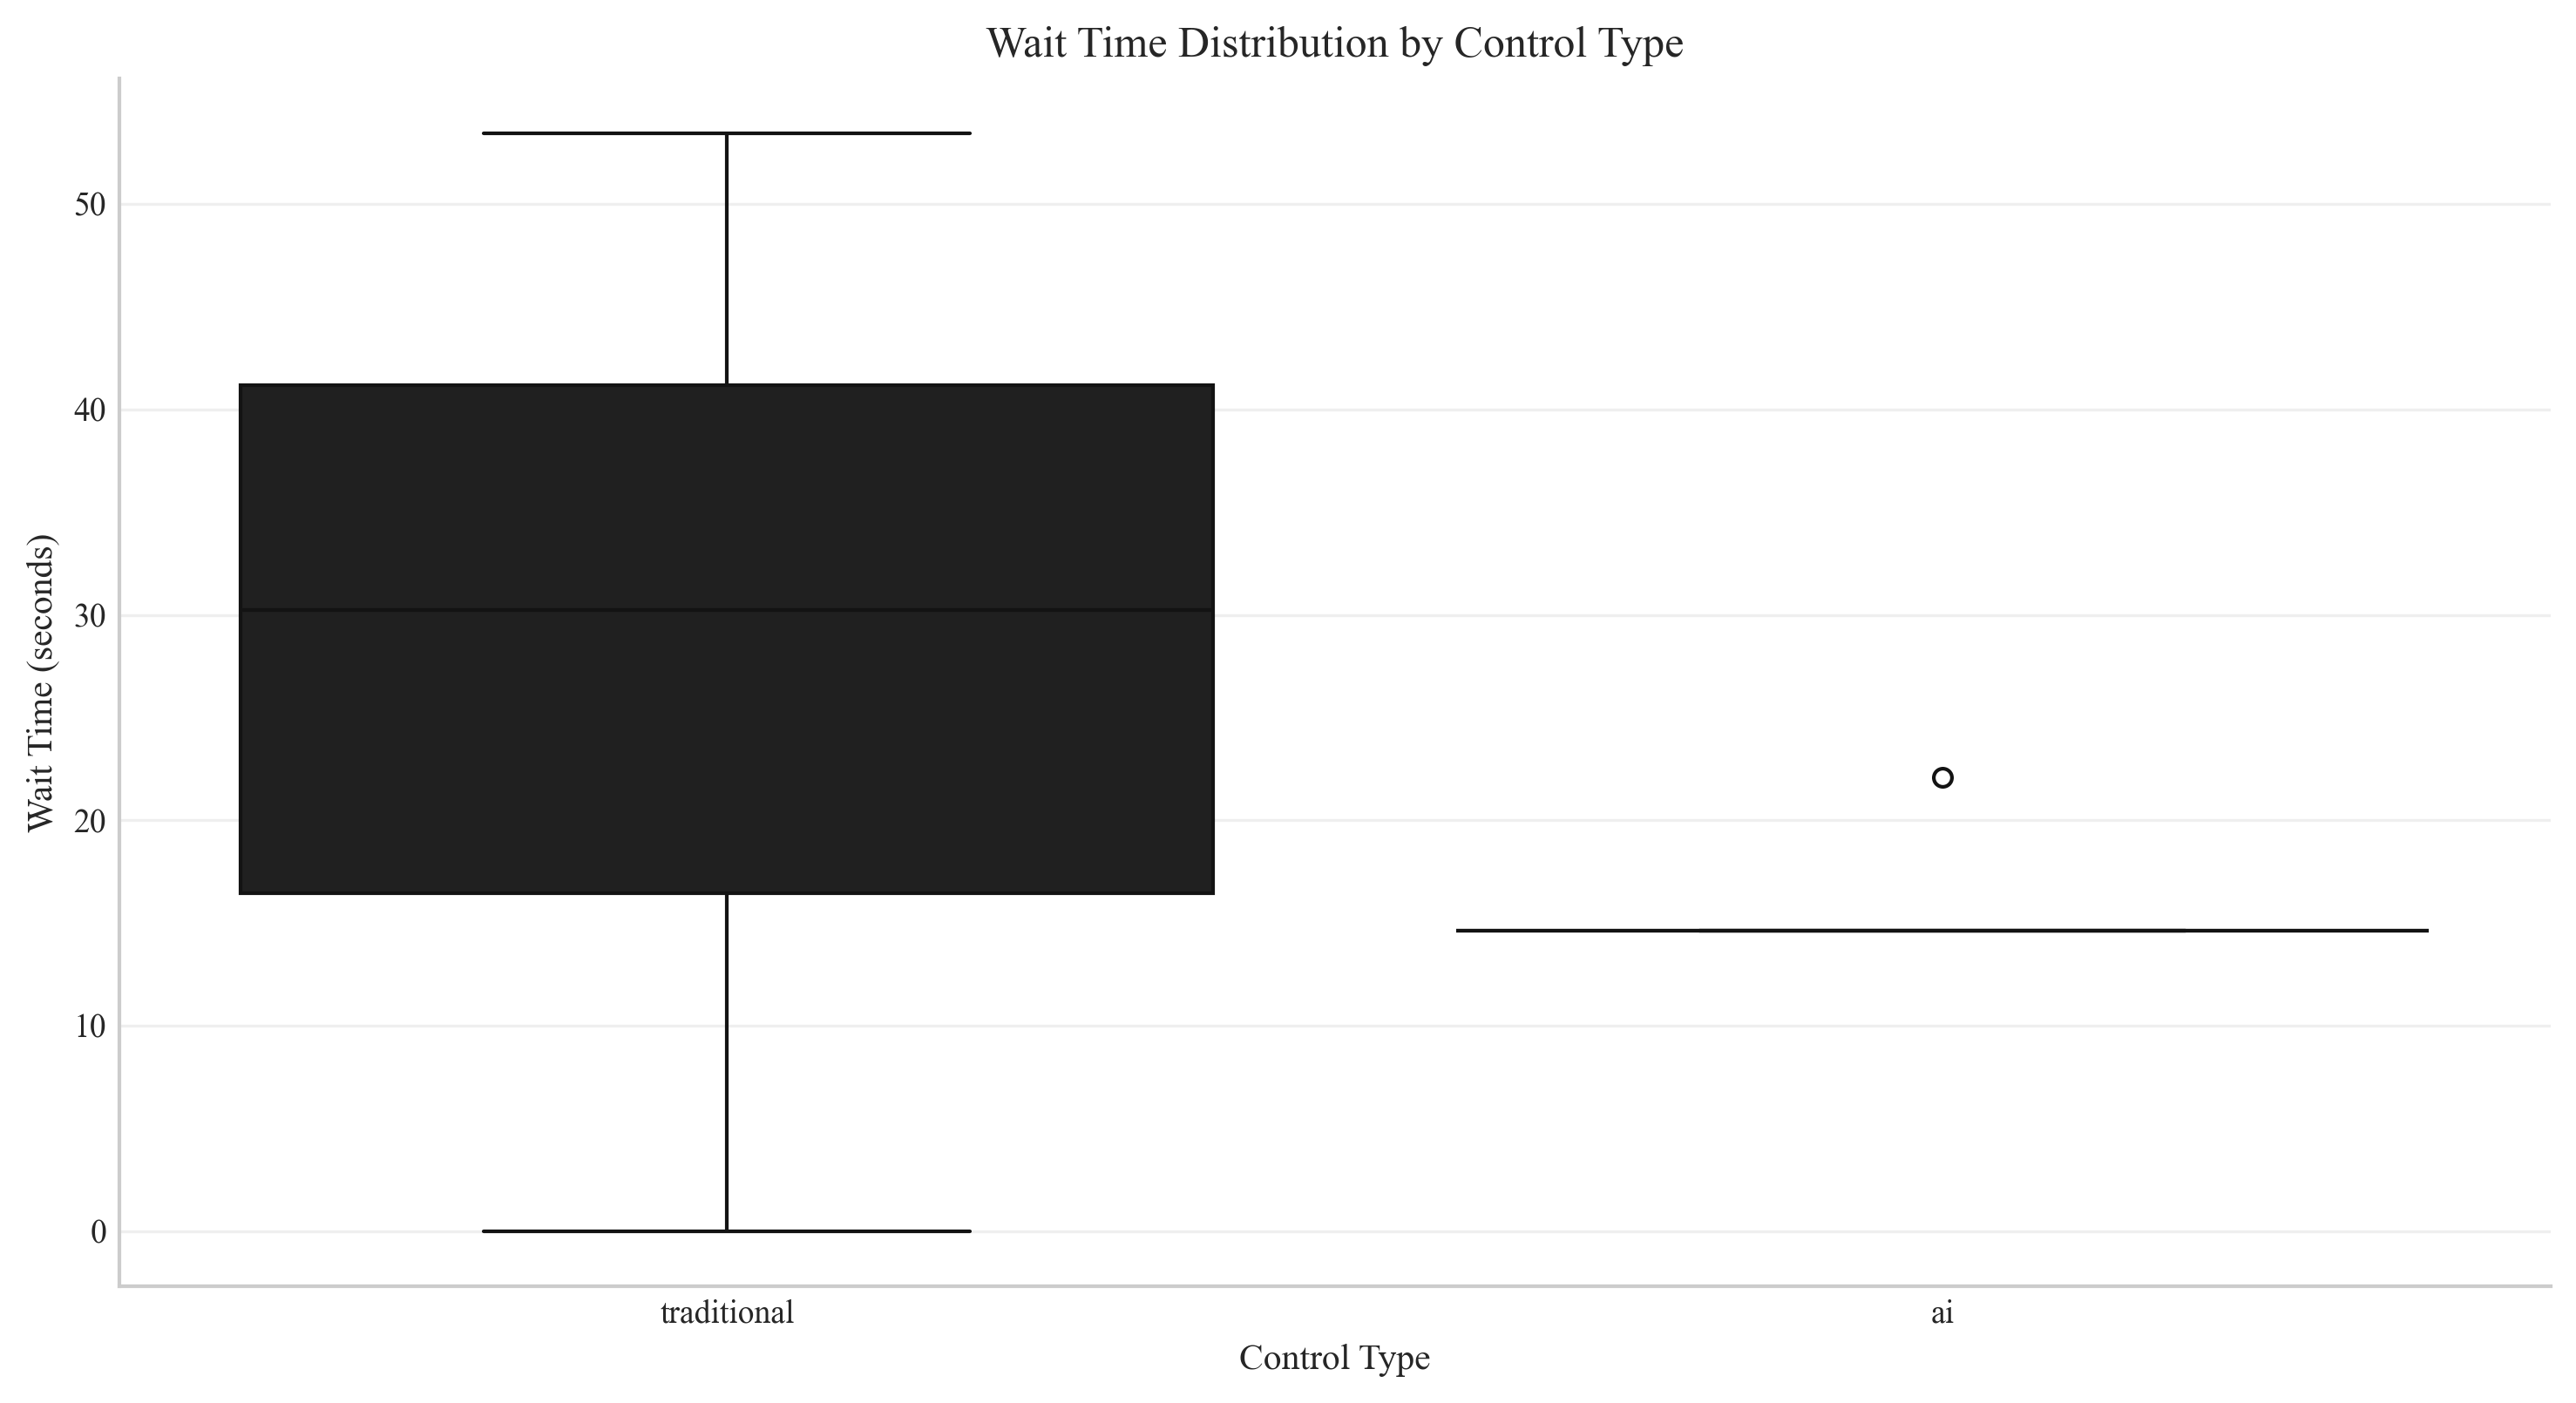 Wait Time Distribution by Control Type
Wait Time (seconds)
50
40
30
20
10
0
traditional
ai
Control Type